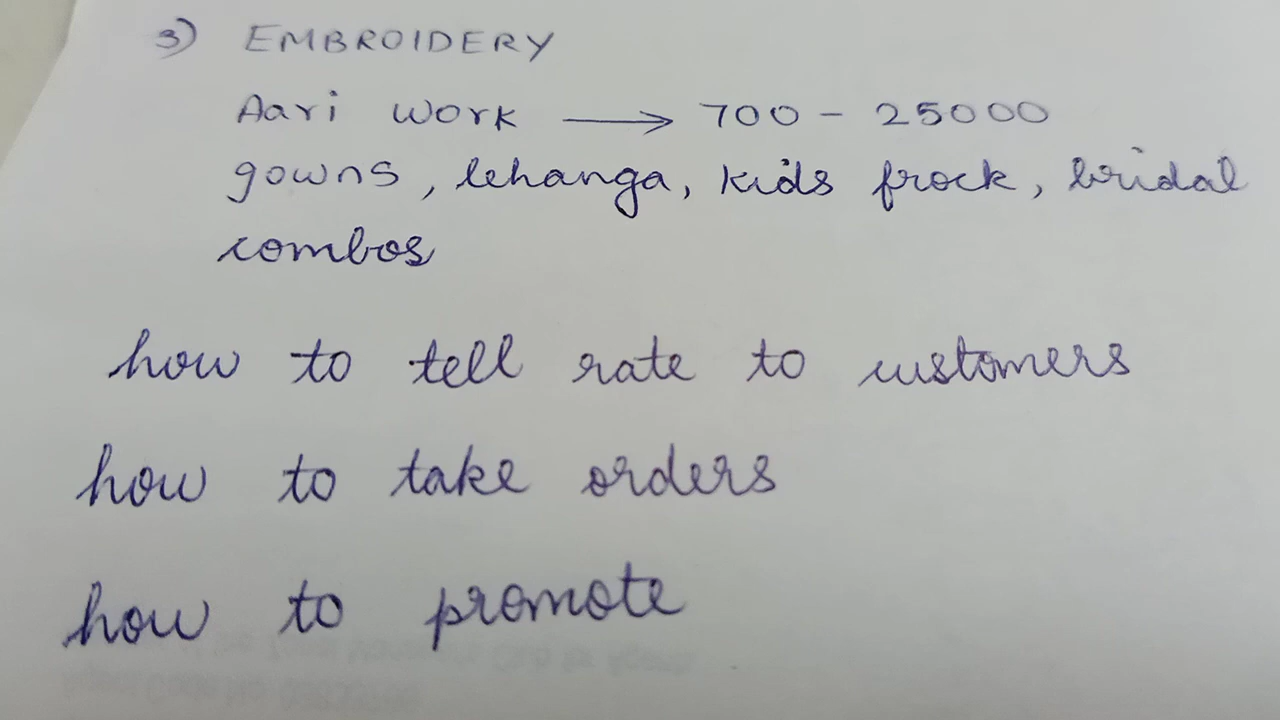 3) EMBROIDERY
Aari work → 700 - 25000
gowns, lehanga, kids frock, bridal
combos
how to tell rate to customers
how to take orders
how to promote